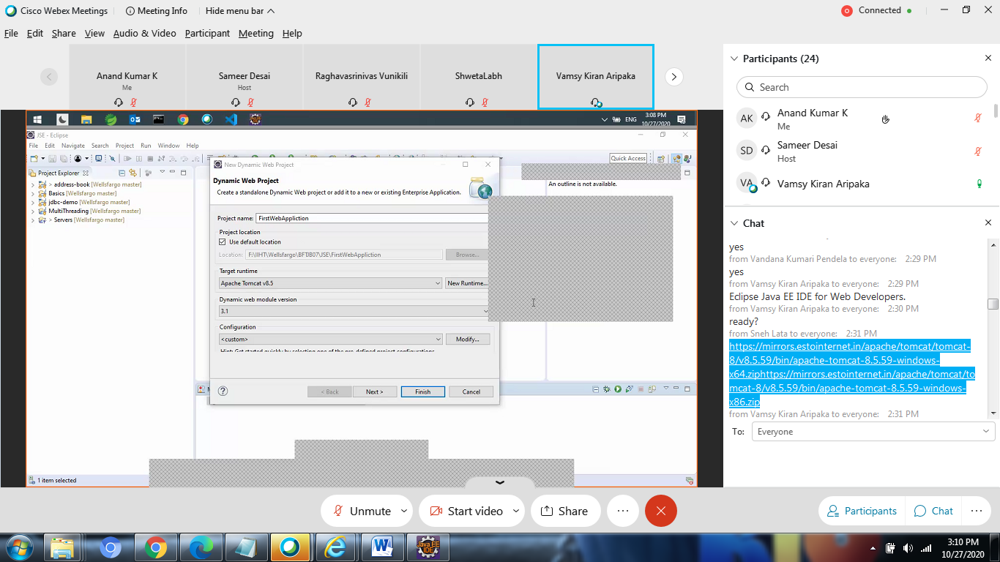 Cisco Webex Meetings
Meeting Info
Hide menu bar
Connected
File Edit Share View Audio & Video Participant Meeting Help
Anand Kumar K
Me
Sameer Desai
Host
Raghavasrinivas Vunikili
ShwetaLabh
Vamsy Kiran Aripaka
3:08 PM
ENG
10/27/2020
JSE - Eclipse
File Edit Navigate Search Project Run Window Help
Quick Access
Project Explorer
> address-book [Wellsfargo master]
Basics [Wellsfargo master]
jdbc-demo [Wellsfargo master]
MultiThreading [Wellsfargo master]
> Servers [Wellsfargo master]
New Dynamic Web Project
Dynamic Web Project
Create a standalone Dynamic Web project or add it to a new or existing Enterprise Application.
Project name: FirstWebAppliction
Project location
Use default location
Location: F:\IIHT\Wellsfargo\BFTJB07\JSE\FirstWebAppliction Browse...
Target runtime
Apache Tomcat v8.5 New Runtime...
Dynamic web module version
3.1
Configuration
<custom> Modify...
Hint: Get started quickly by selecting one of the pre-defined project configurations.
< Back Next > Finish Cancel
An outline is not available.
1 item selected
Participants (24)
Search
AK Anand Kumar K
Me
SD Sameer Desai
Host
VA Vamsy Kiran Aripaka
Chat
yes
from Vandana Kumari Pendela to everyone: 2:29 PM
yes
from Vamsy Kiran Aripaka to everyone: 2:29 PM
Eclipse Java EE IDE for Web Developers.
from Vamsy Kiran Aripaka to everyone: 2:30 PM
ready?
from Sneh Lata to everyone: 2:31 PM
https://mirrors.estointernet.in/apache/tomcat/tomcat-
8/v8.5.59/bin/apache-tomcat-8.5.59-windows-
x64.ziphttps://mirrors.estointernet.in/apache/tomcat/to
mcat-8/v8.5.59/bin/apache-tomcat-8.5.59-windows-
x86.zip
from Vamsy Kiran Aripaka to everyone: 2:31 PM
To: Everyone
Unmute
Start video
Share
Participants
Chat
Java EE
IDE
3:10 PM
10/27/2020